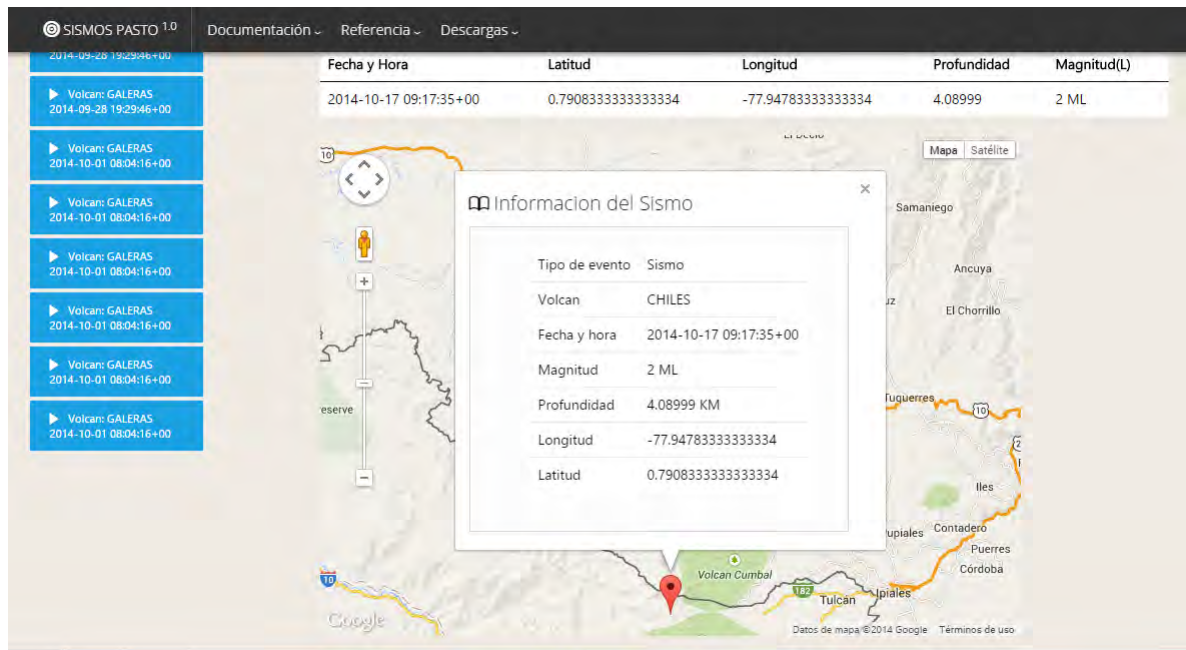 SISMOS PASTO 1.0 Documentación Referencia Descargas
2014-09-28 19:29:46+00
Volcan: GALERAS
2014-09-28 19:29:46+00
Volcan: GALERAS
2014-10-01 08:04:16+00
Volcan: GALERAS
2014-10-01 08:04:16+00
Volcan: GALERAS
2014-10-01 08:04:16+00
Volcan: GALERAS
2014-10-01 08:04:16+00
Volcan: GALERAS
2014-10-01 08:04:16+00
Volcan: GALERAS
2014-10-01 08:04:16+00
Fecha y Hora Latitud Longitud Profundidad Magnitud(L)
2014-10-17 09:17:35+00 0.7908333333333334 -77.94783333333334 4.08999 2 ML
10
Mapa Satélite
Informacion del Sismo ×
Tipo de evento Sismo
Volcan CHILES
Fecha y hora 2014-10-17 09:17:35+00
Magnitud 2 ML
Profundidad 4.08999 KM
Longitud -77.94783333333334
Latitud 0.7908333333333334
Samaniego
Ancuya
uz
El Chorrillo
Tuquerres
10
eserve
Iles
upiales
Contadero
Puerres
Córdoba
Volcan Cumbal
10
182
Tulcán
Ipiales
Google
Datos de mapa ©2014 Google Términos de uso